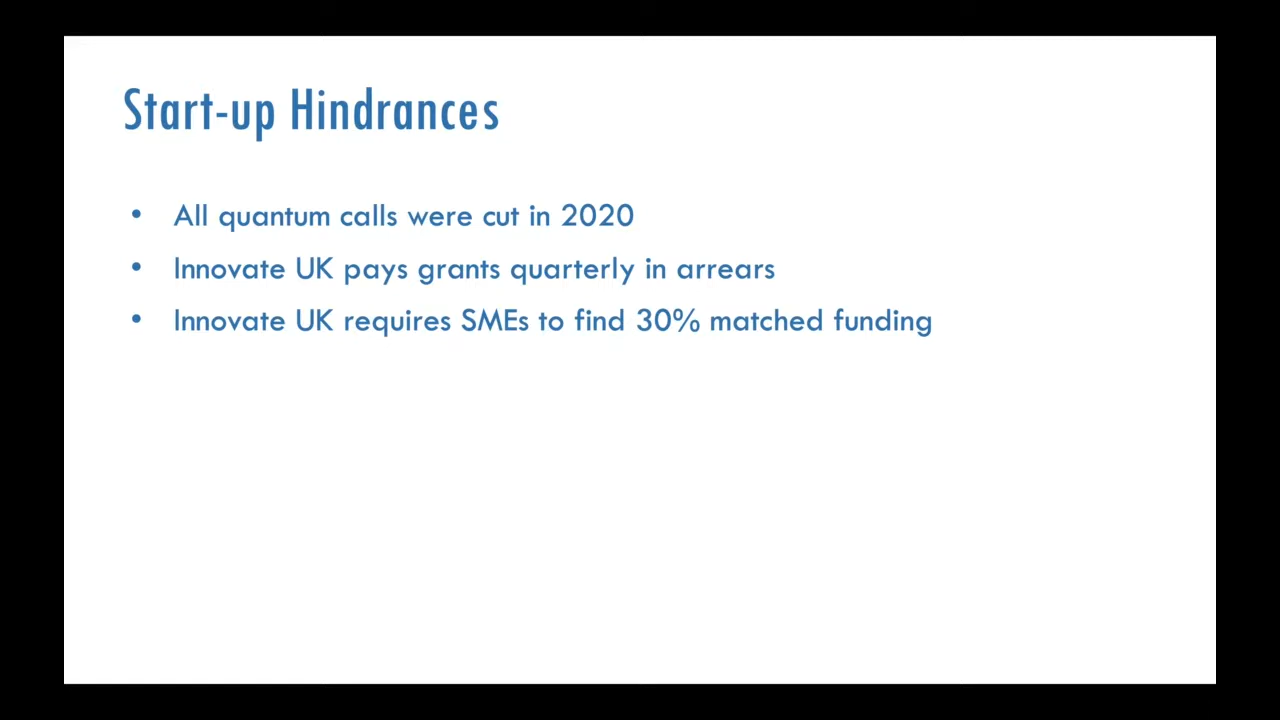 Start-up Hindrances
• All quantum calls were cut in 2020
• Innovate UK pays grants quarterly in arrears
• Innovate UK requires SMEs to find 30% matched funding